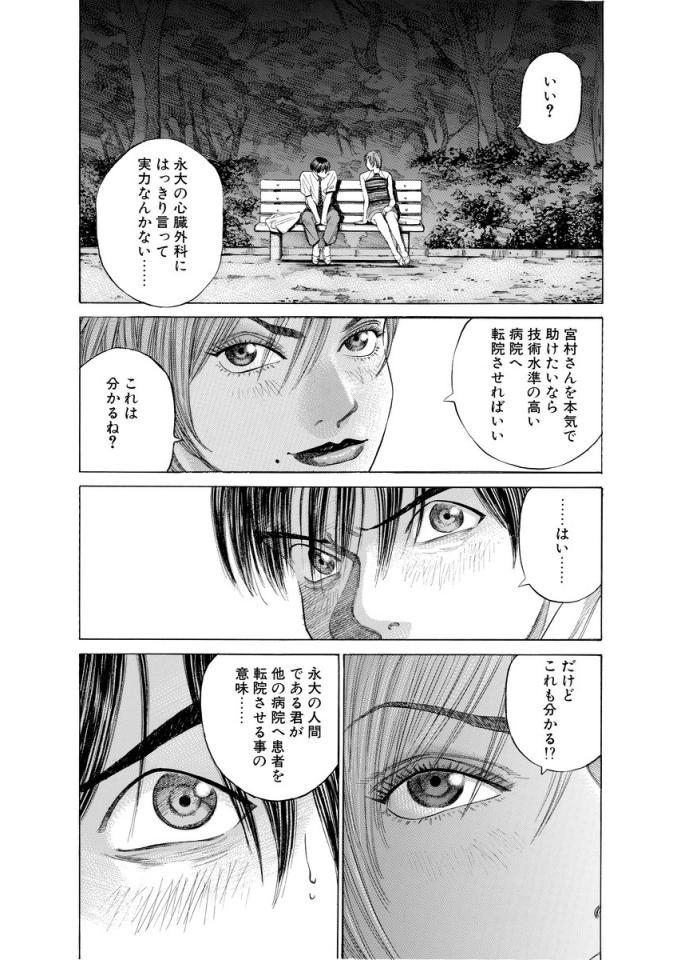 いい？
永大の心臓外科に
はっきり言って
実力なんかない……
宮村さんを本気で
助けたいなら
技術水準の高い
病院へ
転院させればいい
これは
分かるね？
……はい……
だけど
これも分かる!?
永大の人間
である君が
他の病院へ患者を
転院させる事の
意味……